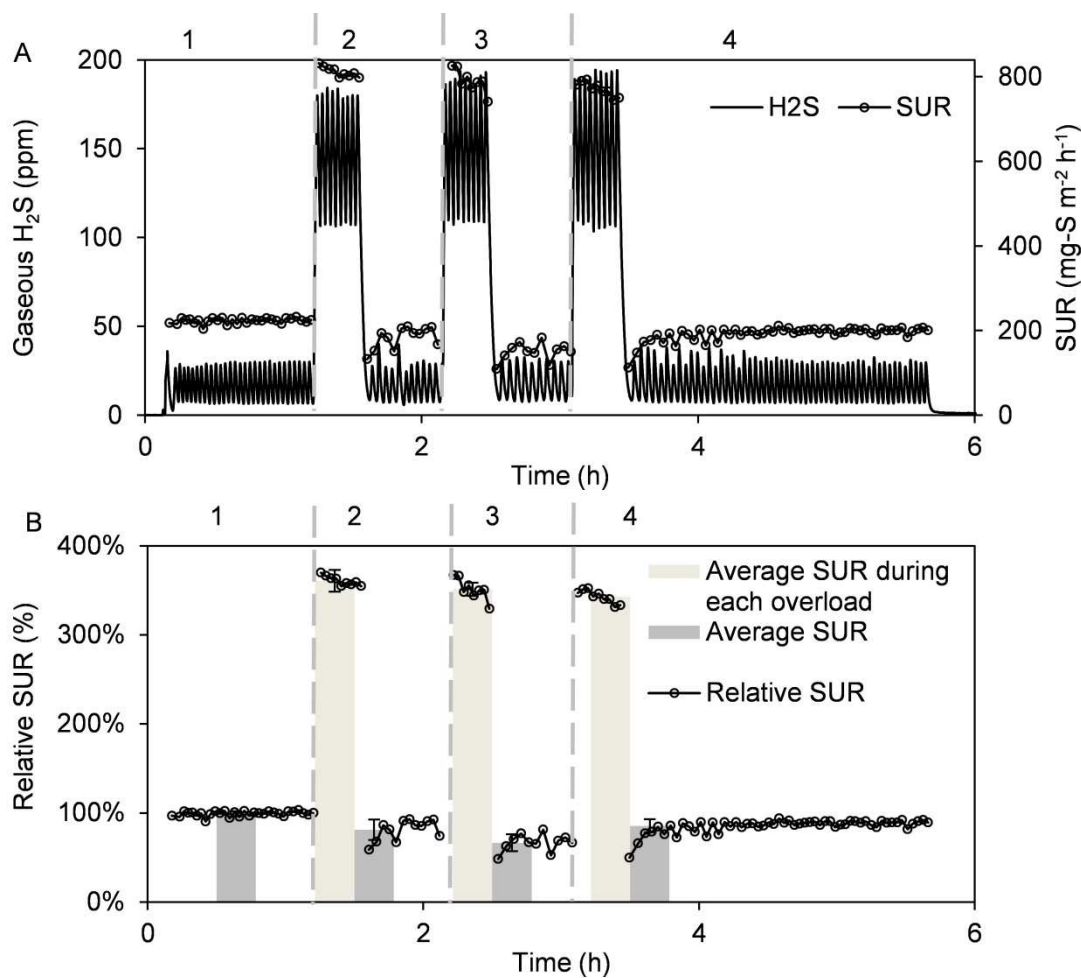 A
1 2 3 4
200
150
100
50
0
Gaseous H₂S (ppm)
H2S SUR
800
600
400
200
0
SUR (mg-S m⁻² h⁻¹)
0 2 4 6
Time (h)
B
1 2 3 4
400%
300%
200%
100%
0%
Relative SUR (%)
Average SUR during
each overload
Average SUR
Relative SUR
0 2 4 6
Time (h)